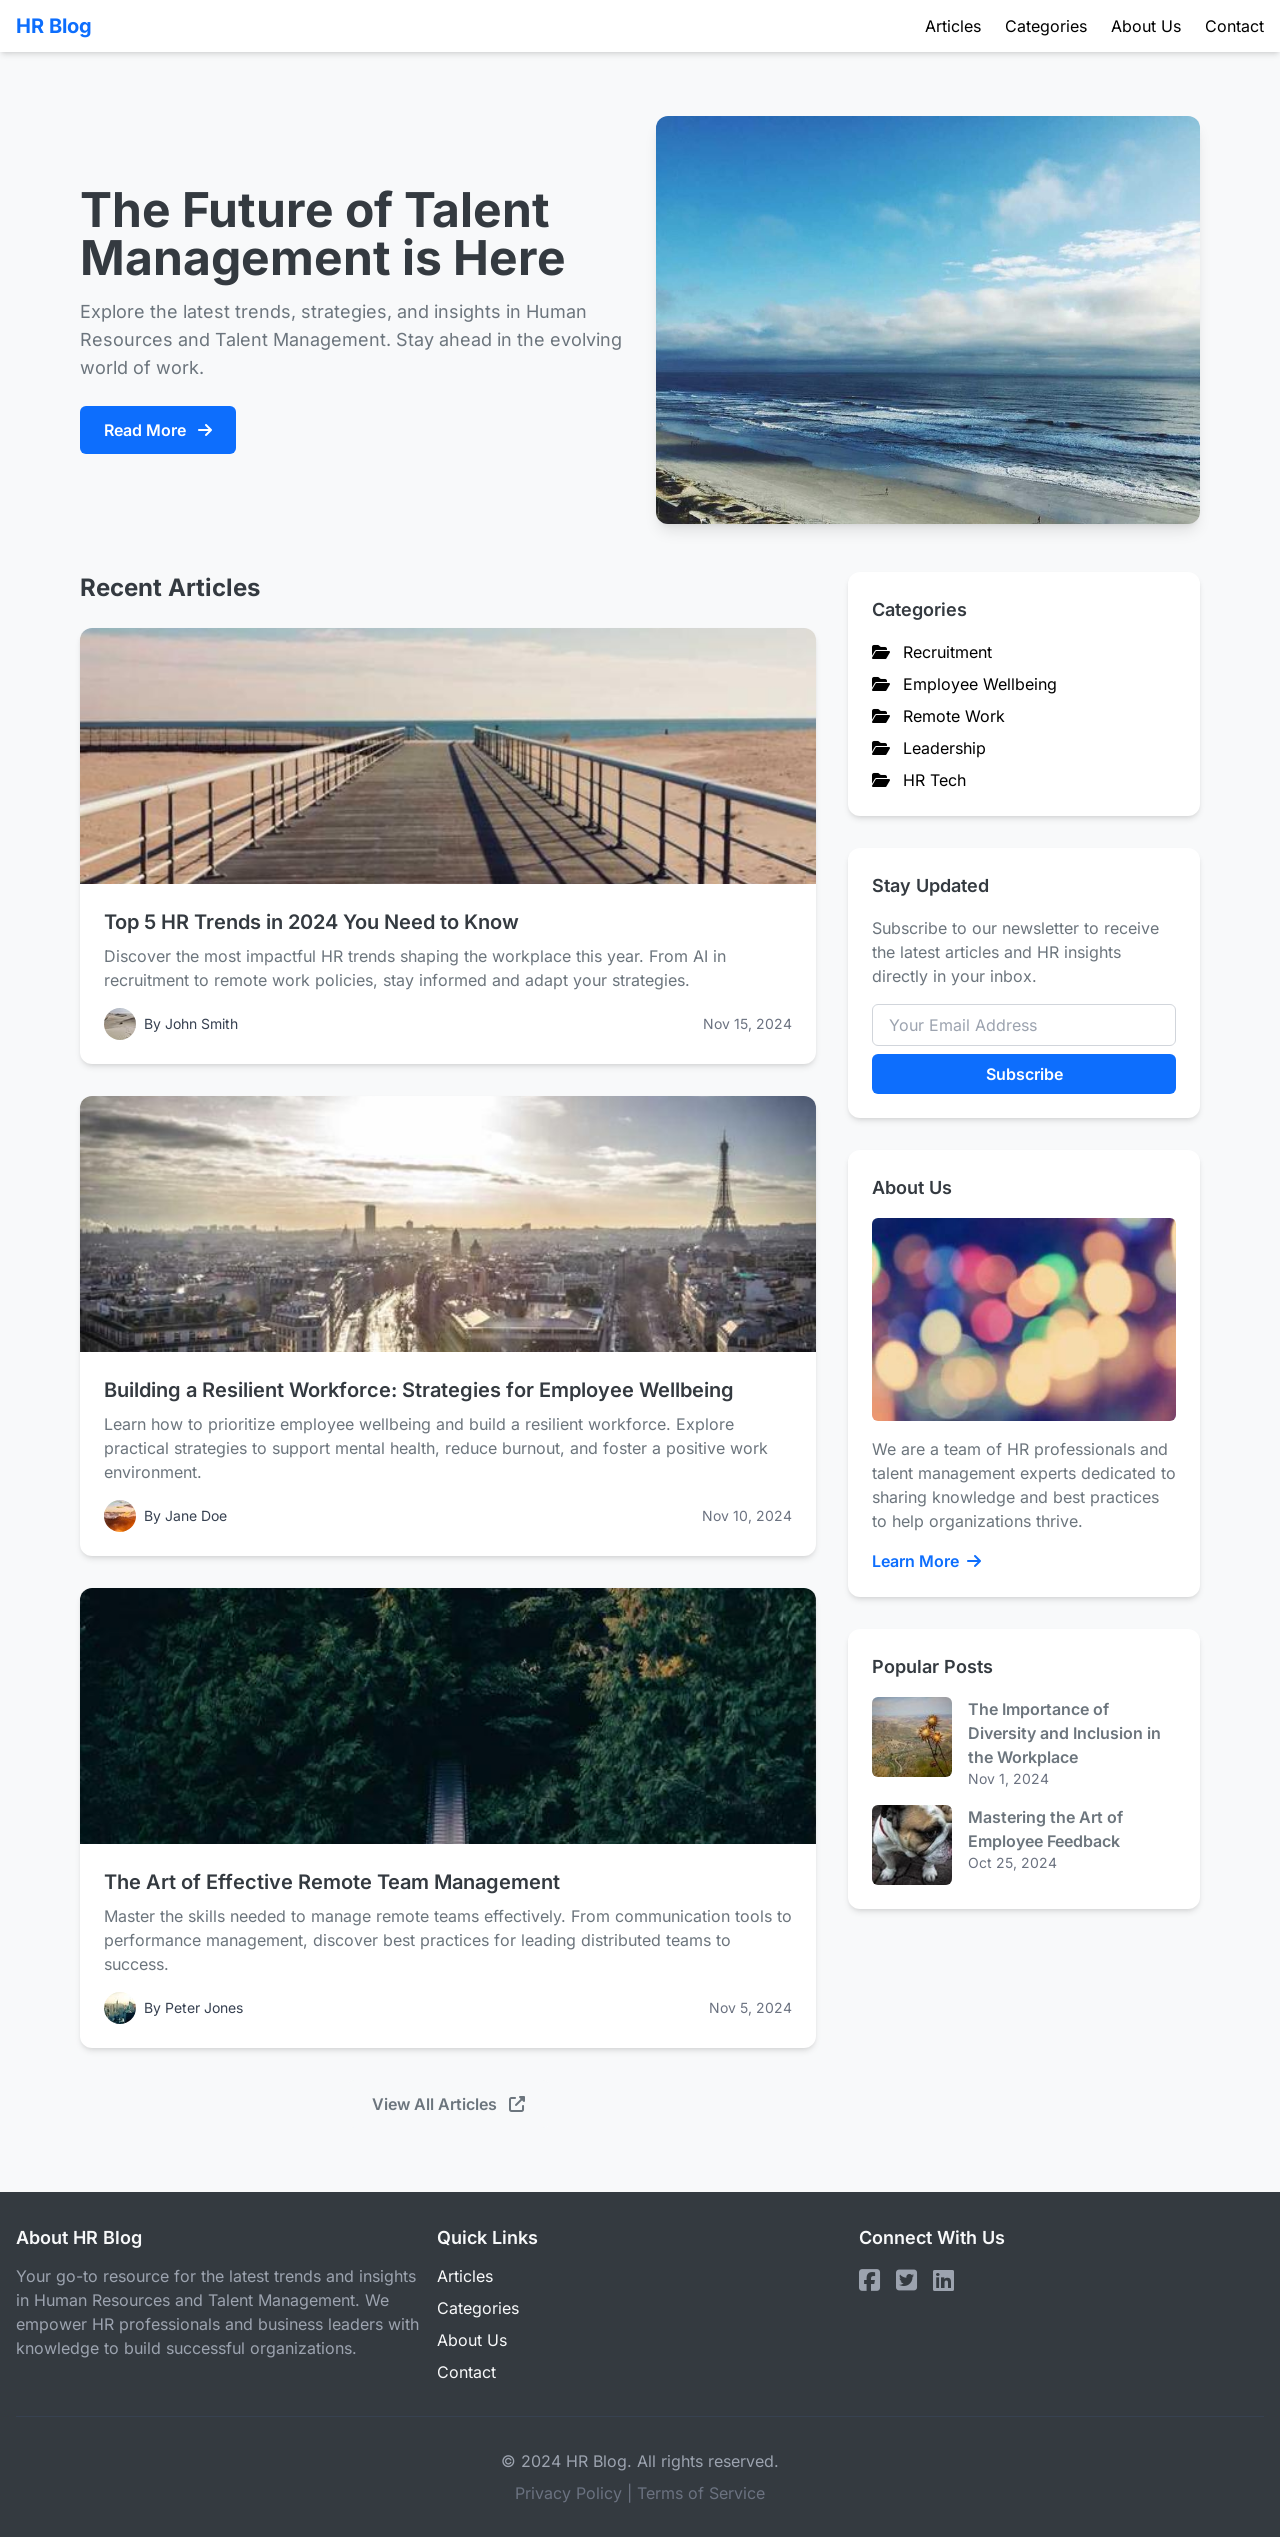 HR Blog
Articles
Categories
About Us
Contact
The Future of Talent
Management is Here
Explore the latest trends, strategies, and insights in Human
Resources and Talent Management. Stay ahead in the evolving
world of work.
Read More
Recent Articles
Top 5 HR Trends in 2024 You Need to Know
Discover the most impactful HR trends shaping the workplace this year. From AI in
recruitment to remote work policies, stay informed and adapt your strategies.
By John Smith
Nov 15, 2024
Building a Resilient Workforce: Strategies for Employee Wellbeing
Learn how to prioritize employee wellbeing and build a resilient workforce. Explore
practical strategies to support mental health, reduce burnout, and foster a positive work
environment.
By Jane Doe
Nov 10, 2024
The Art of Effective Remote Team Management
Master the skills needed to manage remote teams effectively. From communication tools to
performance management, discover best practices for leading distributed teams to
success.
By Peter Jones
Nov 5, 2024
View All Articles
Categories
Recruitment
Employee Wellbeing
Remote Work
Leadership
HR Tech
Stay Updated
Subscribe to our newsletter to receive
the latest articles and HR insights
directly in your inbox.
Your Email Address
Subscribe
About Us
We are a team of HR professionals and
talent management experts dedicated to
sharing knowledge and best practices
to help organizations thrive.
Learn More
Popular Posts
The Importance of
Diversity and Inclusion in
the Workplace
Nov 1, 2024
Mastering the Art of
Employee Feedback
Oct 25, 2024
About HR Blog
Your go-to resource for the latest trends and insights
in Human Resources and Talent Management. We
empower HR professionals and business leaders with
knowledge to build successful organizations.
Quick Links
Articles
Categories
About Us
Contact
Connect With Us
© 2024 HR Blog. All rights reserved.
Privacy Policy | Terms of Service